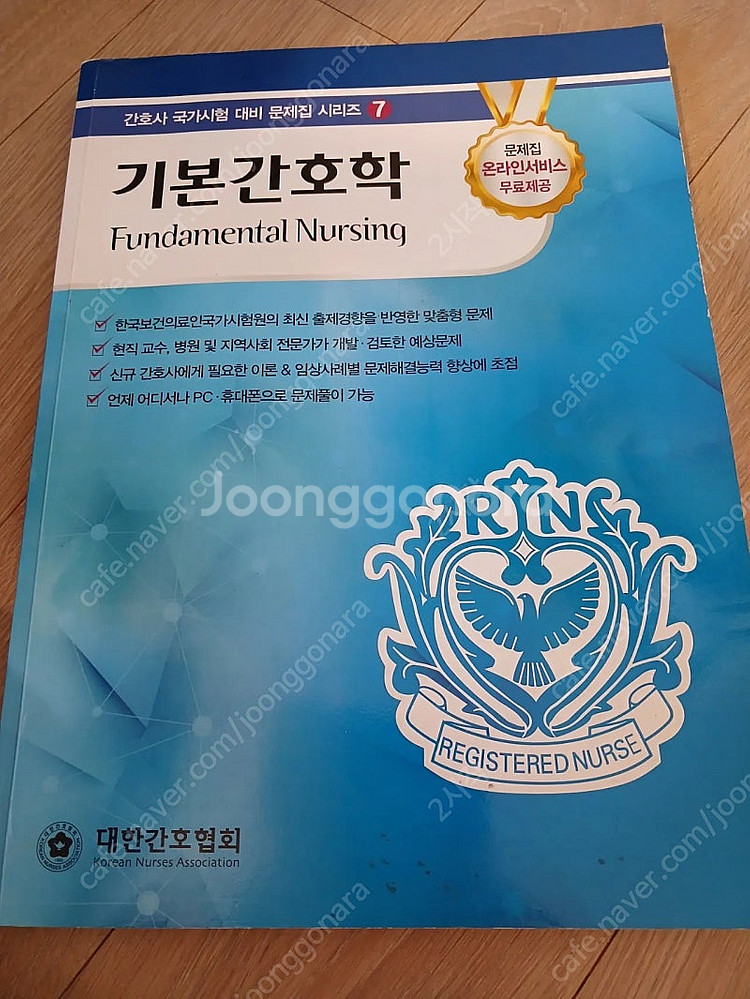 간호사 국가시험 대비 문제집 시리즈 7
문제집
온라인서비스
무료제공
기본간호학
Fundamental Nursing
한국보건의료인국가시험원의 최신 출제경향을 반영한 맞춤형 문제
현직 교수, 병원 및 지역사회 전문가가 개발·검토한 예상문제
신규 간호사에게 필요한 이론 & 임상사례별 문제해결능력 향상에 초점
언제 어디서나 PC·휴대폰으로 문제풀이 가능
Joonggonara
RN
REGISTERED NURSE
대한간호협회
Korean Nurses Association
cafe.naver.com/joonggonara